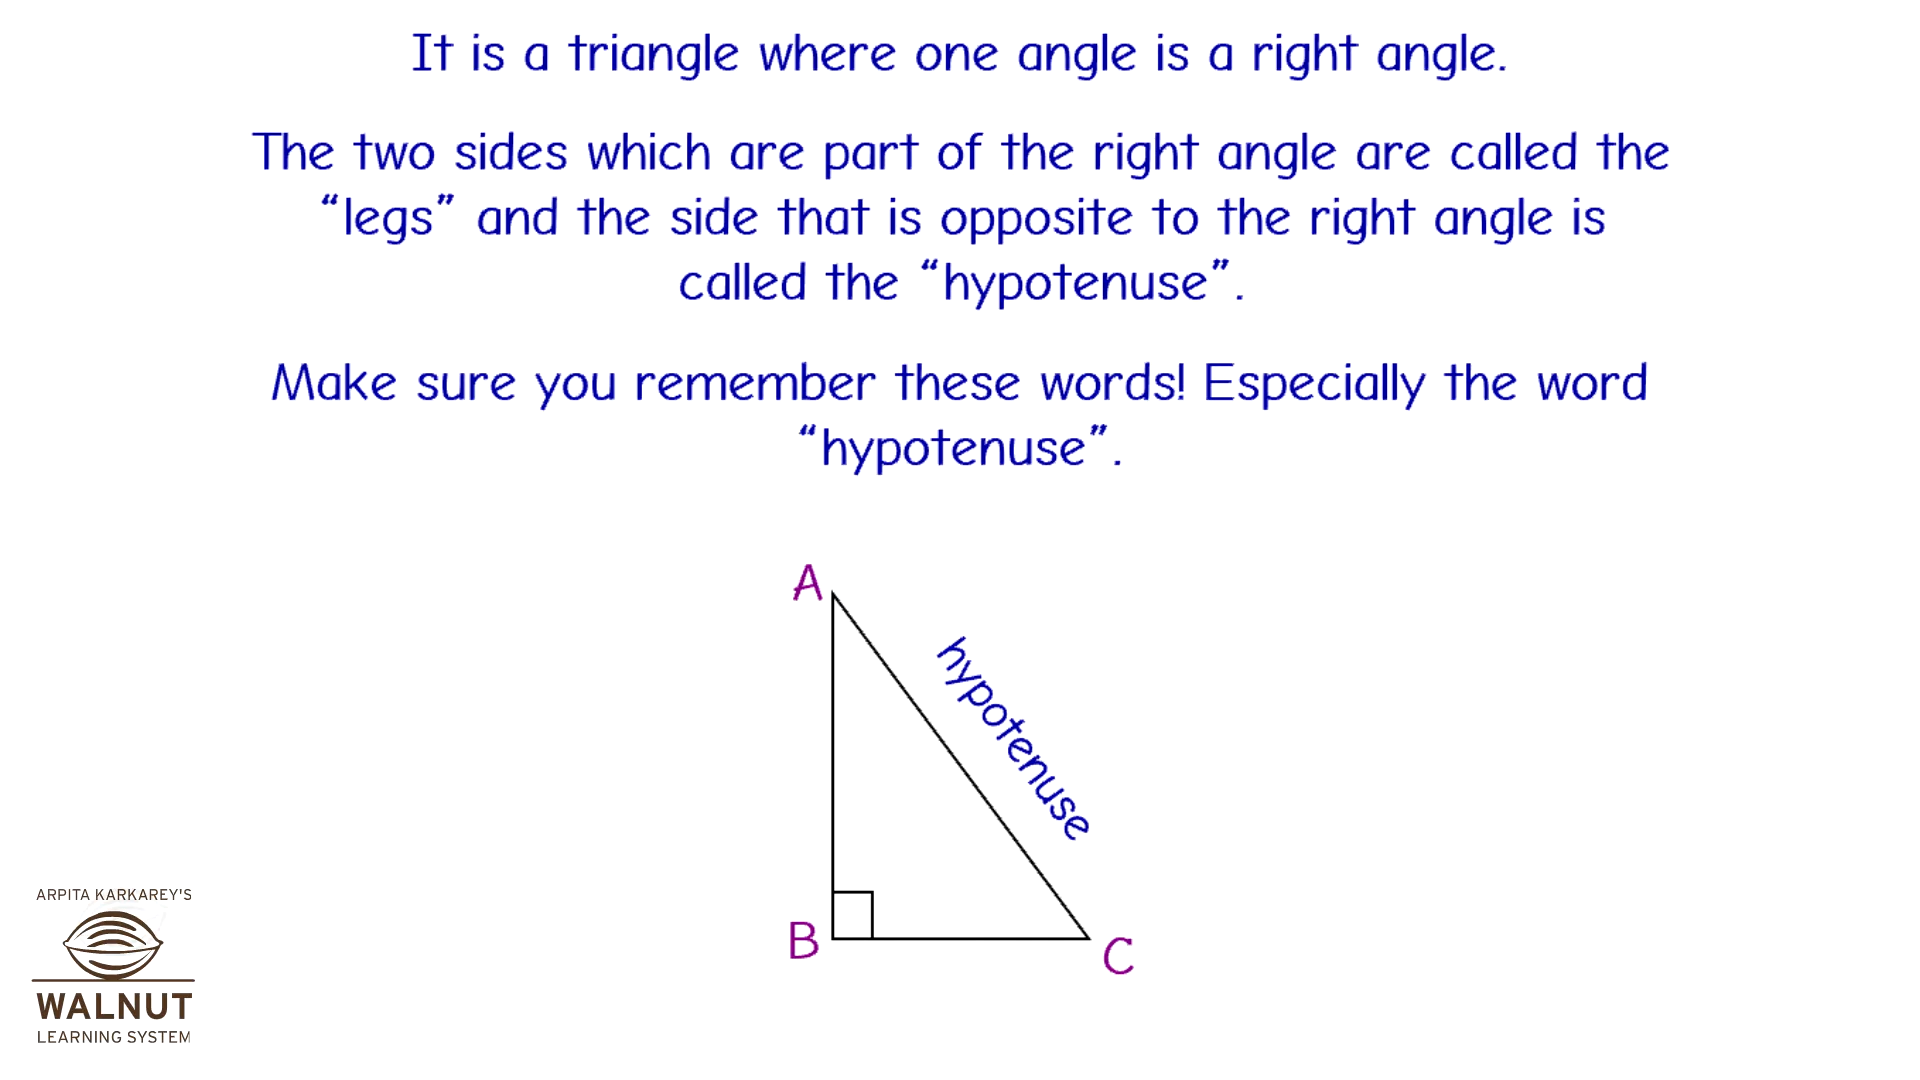 It is a triangle where one angle is a right angle.
The two sides which are part of the right angle are called the
“legs” and the side that is opposite to the right angle is
called the “hypotenuse”.
Make sure you remember these words! Especially the word
“hypotenuse”.
A
hypotenuse
B
C
ARPITA KARKAREY'S
WALNUT
LEARNING SYSTEM